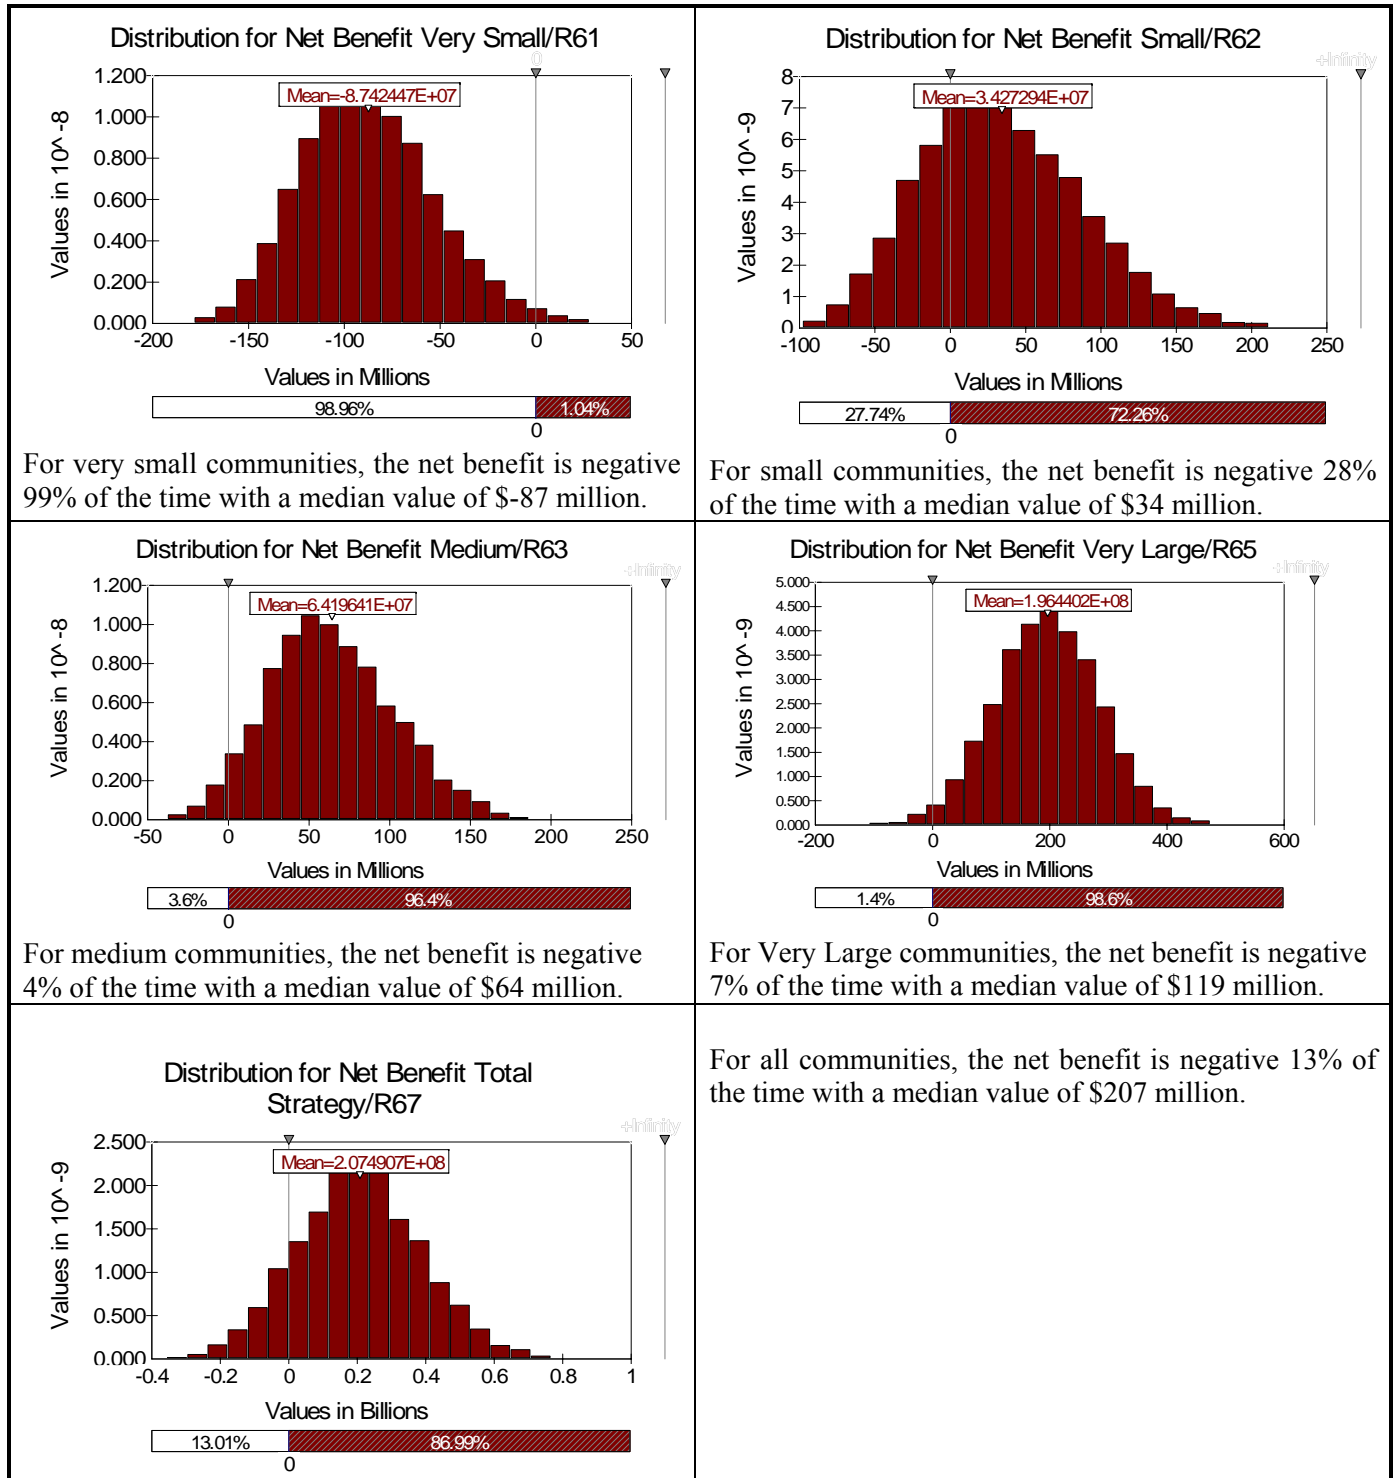 Distribution for Net Benefit Very Small/R61
0
1.200
Mean=-8.742447E+07
1.000
0.800
0.600
0.400
0.200
0.000
Values in 10^ -8
-200 -150 -100 -50 0 50
Values in Millions
98.96% 1.04%
0
For very small communities, the net benefit is negative
99% of the time with a median value of $-87 million.
Distribution for Net Benefit Small/R62
+Infinity
8
Mean=3.427294E+07
7
6
5
4
3
2
1
0
Values in 10^ -9
-100 -50 0 50 100 150 200 250
Values in Millions
27.74% 72.26%
0
For small communities, the net benefit is negative 28%
of the time with a median value of $34 million.
Distribution for Net Benefit Medium/R63
+Infinity
1.200
Mean=6.419641E+07
1.000
0.800
0.600
0.400
0.200
0.000
Values in 10^ -8
-50 0 50 100 150 200 250
Values in Millions
3.6% 96.4%
0
For medium communities, the net benefit is negative
4% of the time with a median value of $64 million.
Distribution for Net Benefit Very Large/R65
+Infinity
5.000
Mean=1.964402E+08
4.500
4.000
3.500
3.000
2.500
2.000
1.500
1.000
0.500
0.000
Values in 10^ -9
-200 0 200 400 600
Values in Millions
1.4% 98.6%
0
For Very Large communities, the net benefit is negative
7% of the time with a median value of $119 million.
Distribution for Net Benefit Total
Strategy/R67
+Infinity
2.500
Mean=2.074907E+08
2.000
1.500
1.000
0.500
0.000
Values in 10^ -9
-0.4 -0.2 0 0.2 0.4 0.6 0.8 1
Values in Billions
13.01% 86.99%
0
For all communities, the net benefit is negative 13% of
the time with a median value of $207 million.